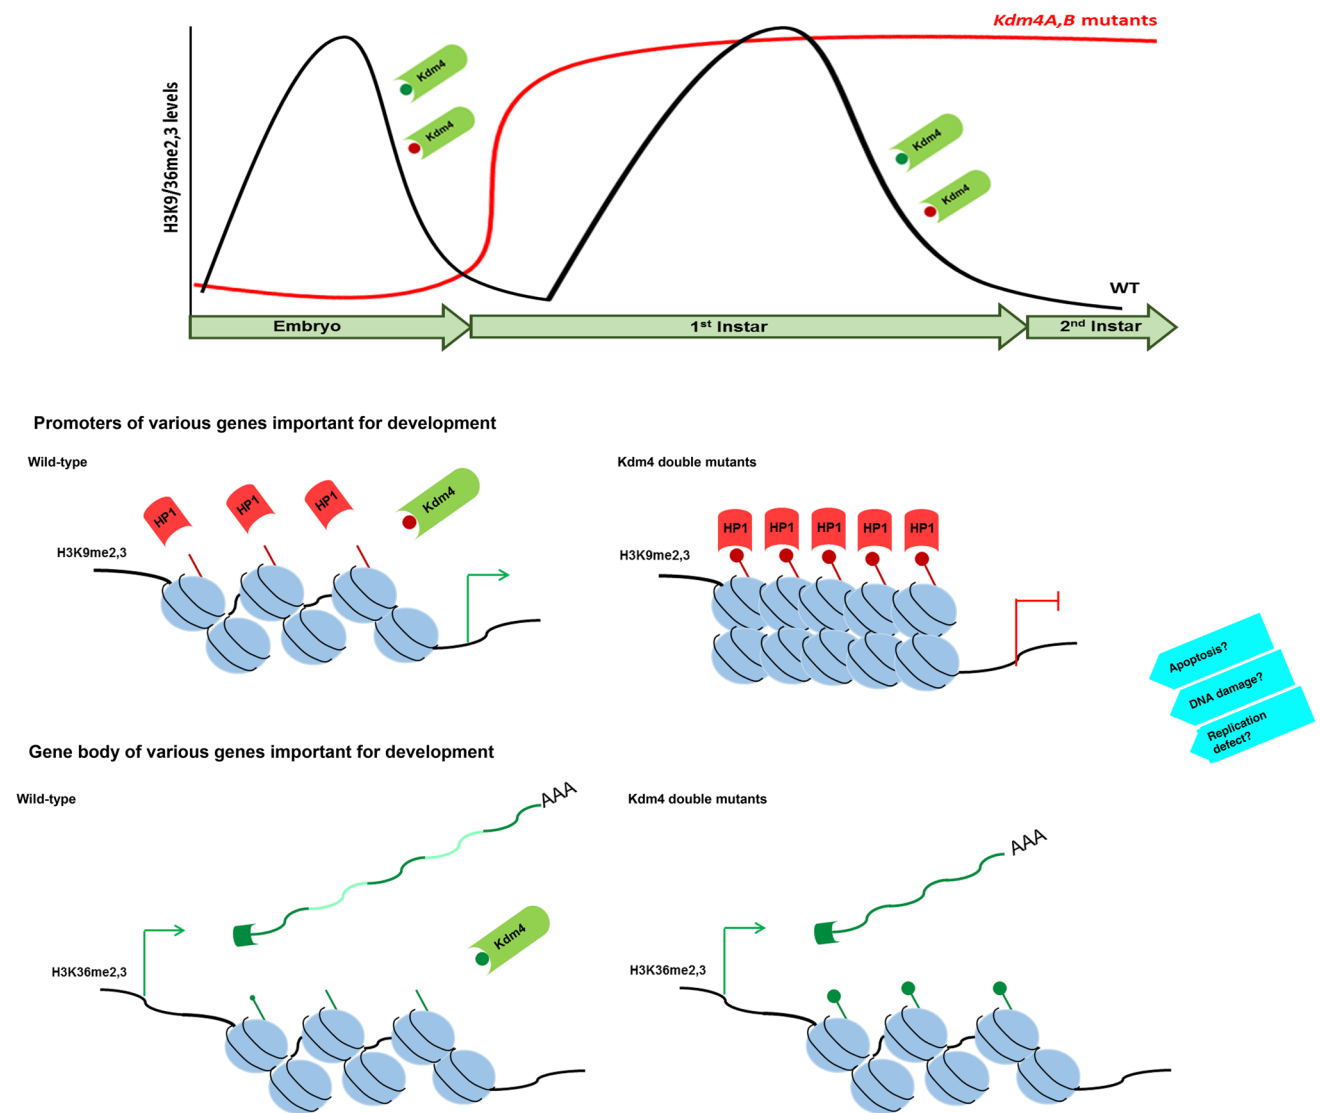 Kdm4A,B mutants
H3K9/36me2,3 levels
Kdm4
Kdm4
Kdm4
Kdm4
WT
Embryo
1st Instar
2nd Instar
Promoters of various genes important for development
Wild-type
Kdm4 double mutants
HP1
HP1
HP1
Kdm4
H3K9me2,3
HP1
HP1
HP1
HP1
HP1
H3K9me2,3
Apoptosis?
DNA damage?
Replication
defect?
Gene body of various genes important for development
Wild-type
AAA
Kdm4
H3K36me2,3
Kdm4 double mutants
AAA
H3K36me2,3